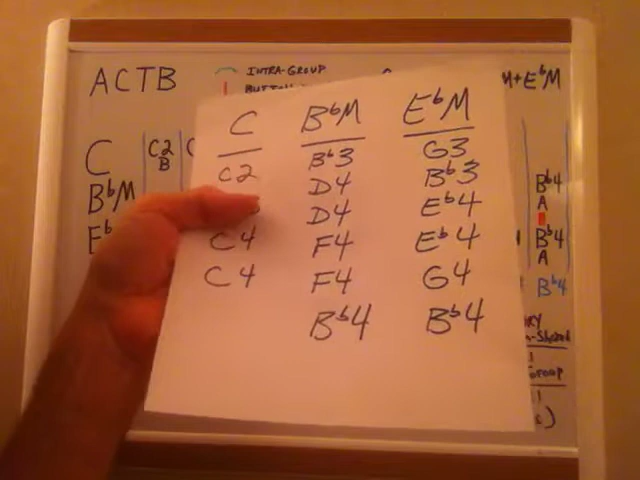 ACTB
INTRA-GROUP
M+E♭M
C B♭M E♭M
C2 B♭3 G3
D4 B♭3
D4 E♭4
C4 F4 E♭4
C4 F4 G4
B♭4 B♭4
C
C2
B
B♭M
E♭
B♭4
A
B♭4
A
B♭4